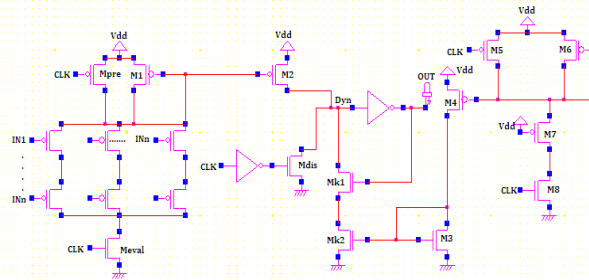 Vdd
Vdd
Vdd
CLK
Mpre
M1
M2
Vdd
OUT
M4
CLK
M5
M6
Dyn
IN1
.......
INn
Vdd
M7
.
.
.
CLK
Mdis
Mk1
CLK
M8
INn
CLK
Meval
Mk2
M3